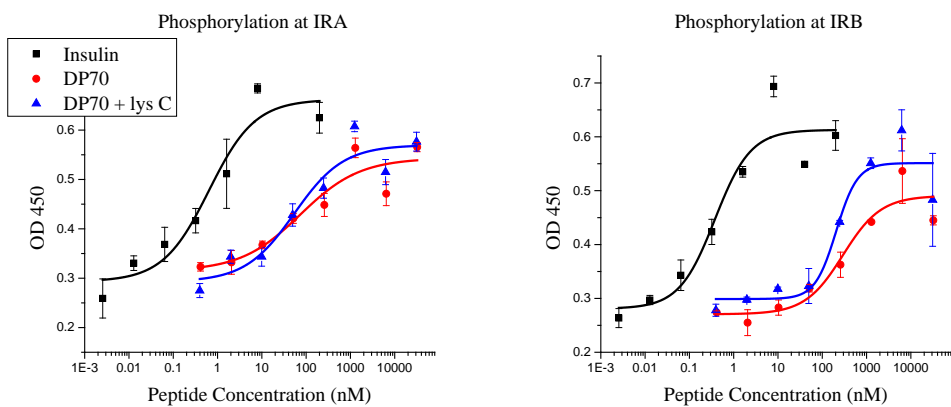 Phosphorylation at IRA
Phosphorylation at IRB
Insulin
DP70
DP70 + lys C
OD 450
0.6
0.5
0.4
0.3
0.2
1E-3 0.01 0.1 1 10 100 1000 10000
Peptide Concentration (nM)
OD 450
0.7
0.6
0.5
0.4
0.3
0.2
1E-3 0.01 0.1 1 10 100 1000 10000
Peptide Concentration (nM)